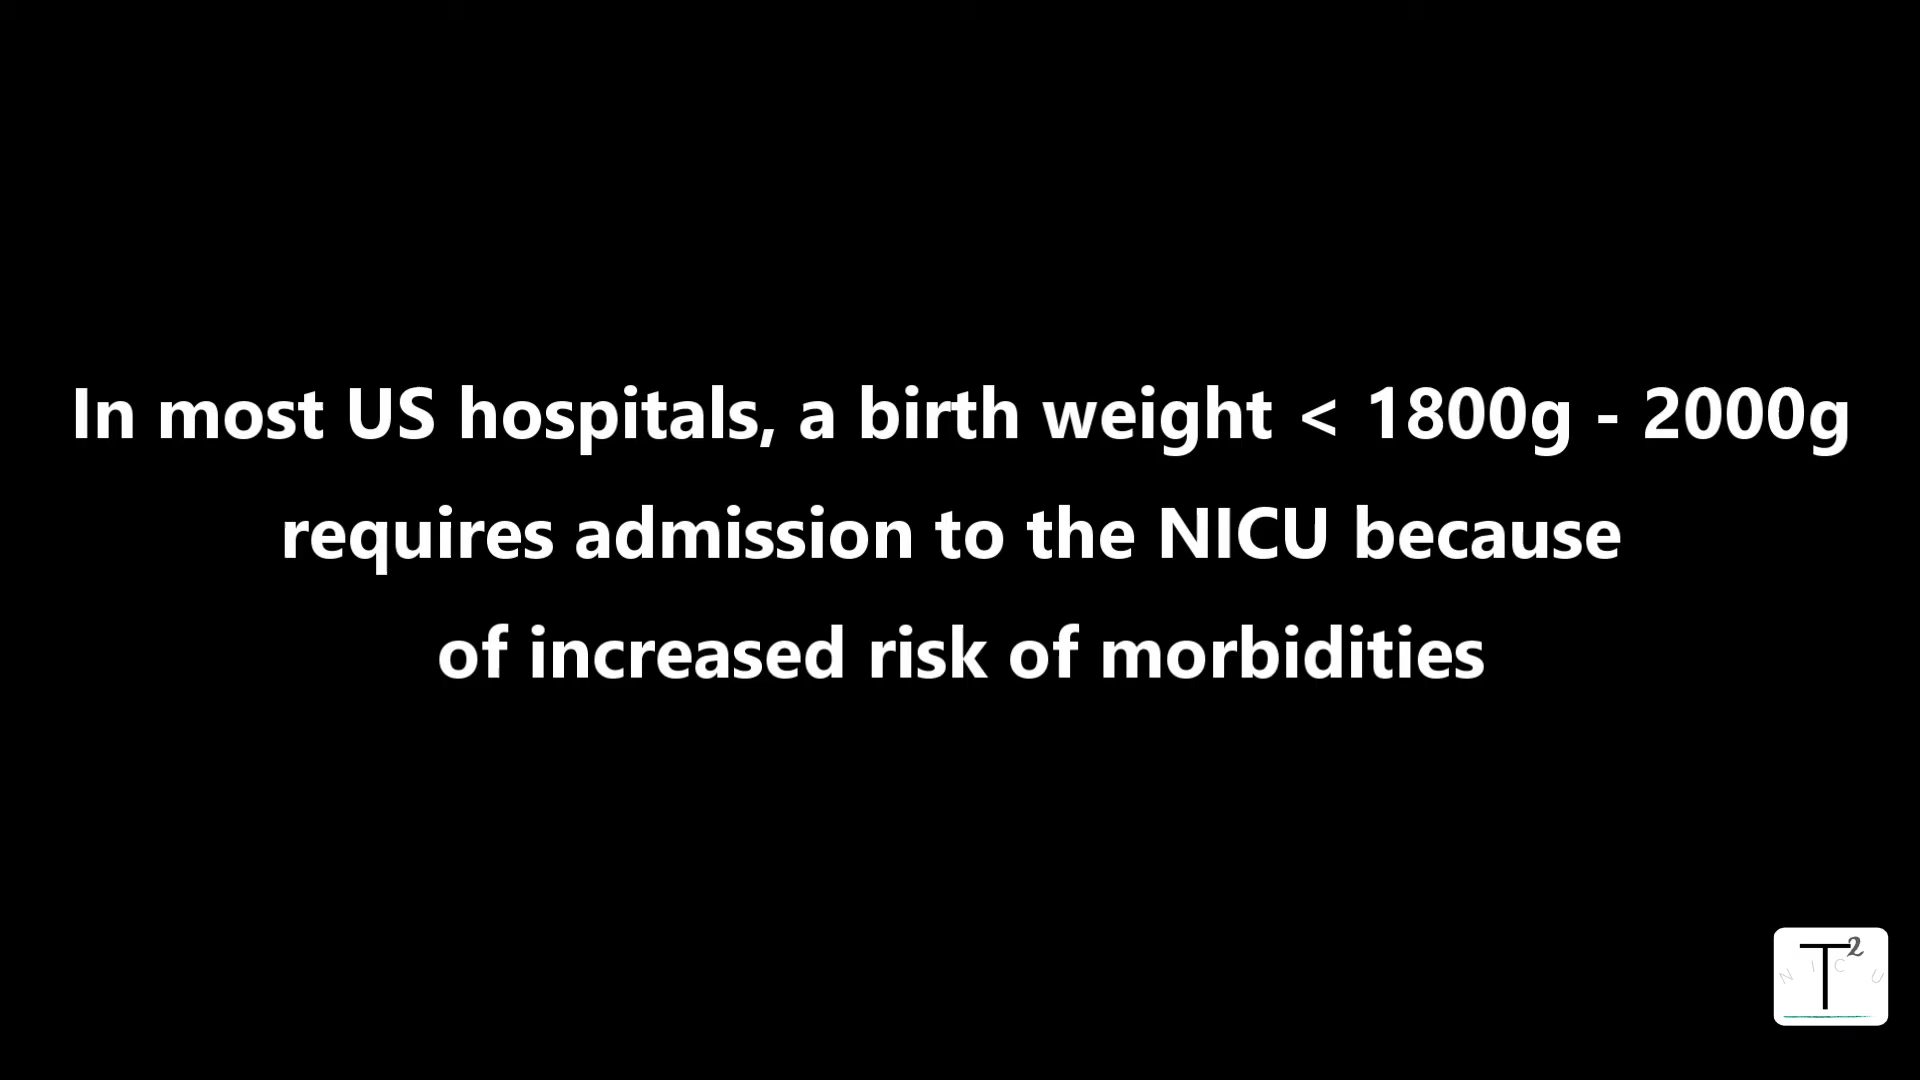 In most US hospitals, a birth weight < 1800g - 2000g
requires admission to the NICU because
of increased risk of morbidities
T2
N I C U